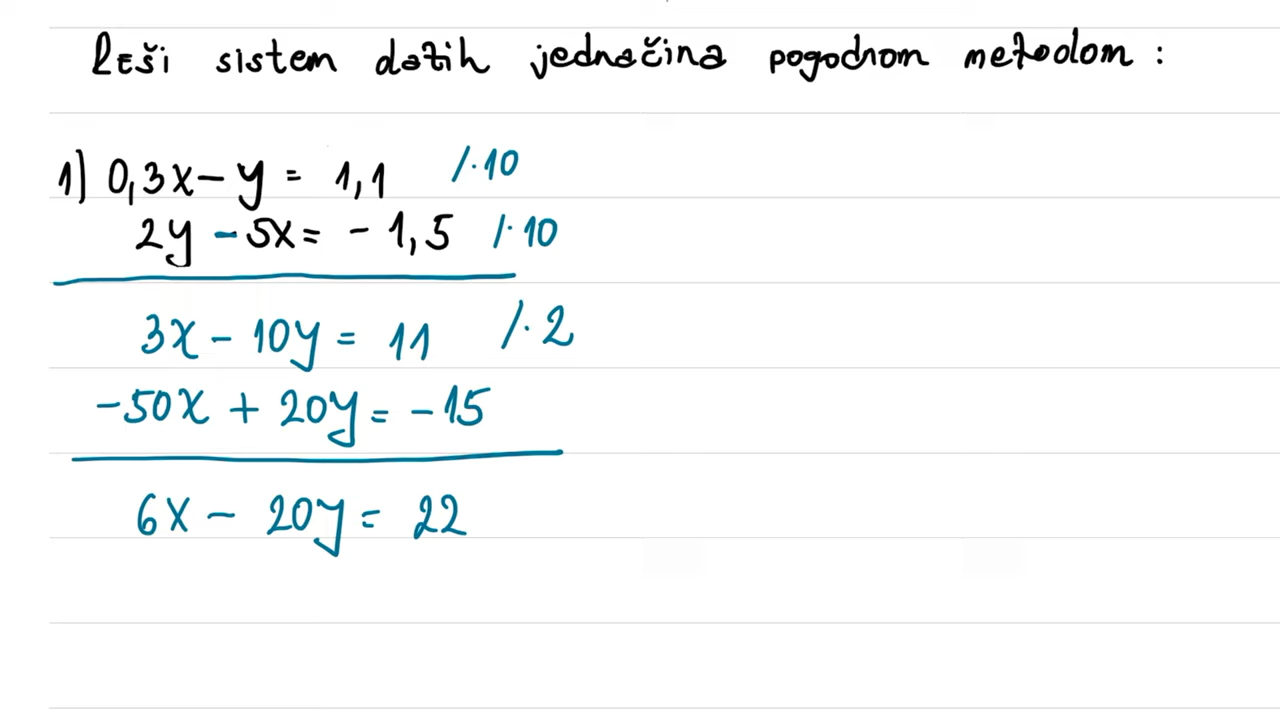 Reši sistem datih jednačina pogodnom metodom :
1) 0,3x - y = 1,1 /·10
2y - 5x = - 1,5 /·10
3x - 10y = 11 /·2
-50x + 20y = -15
6x - 20y = 22